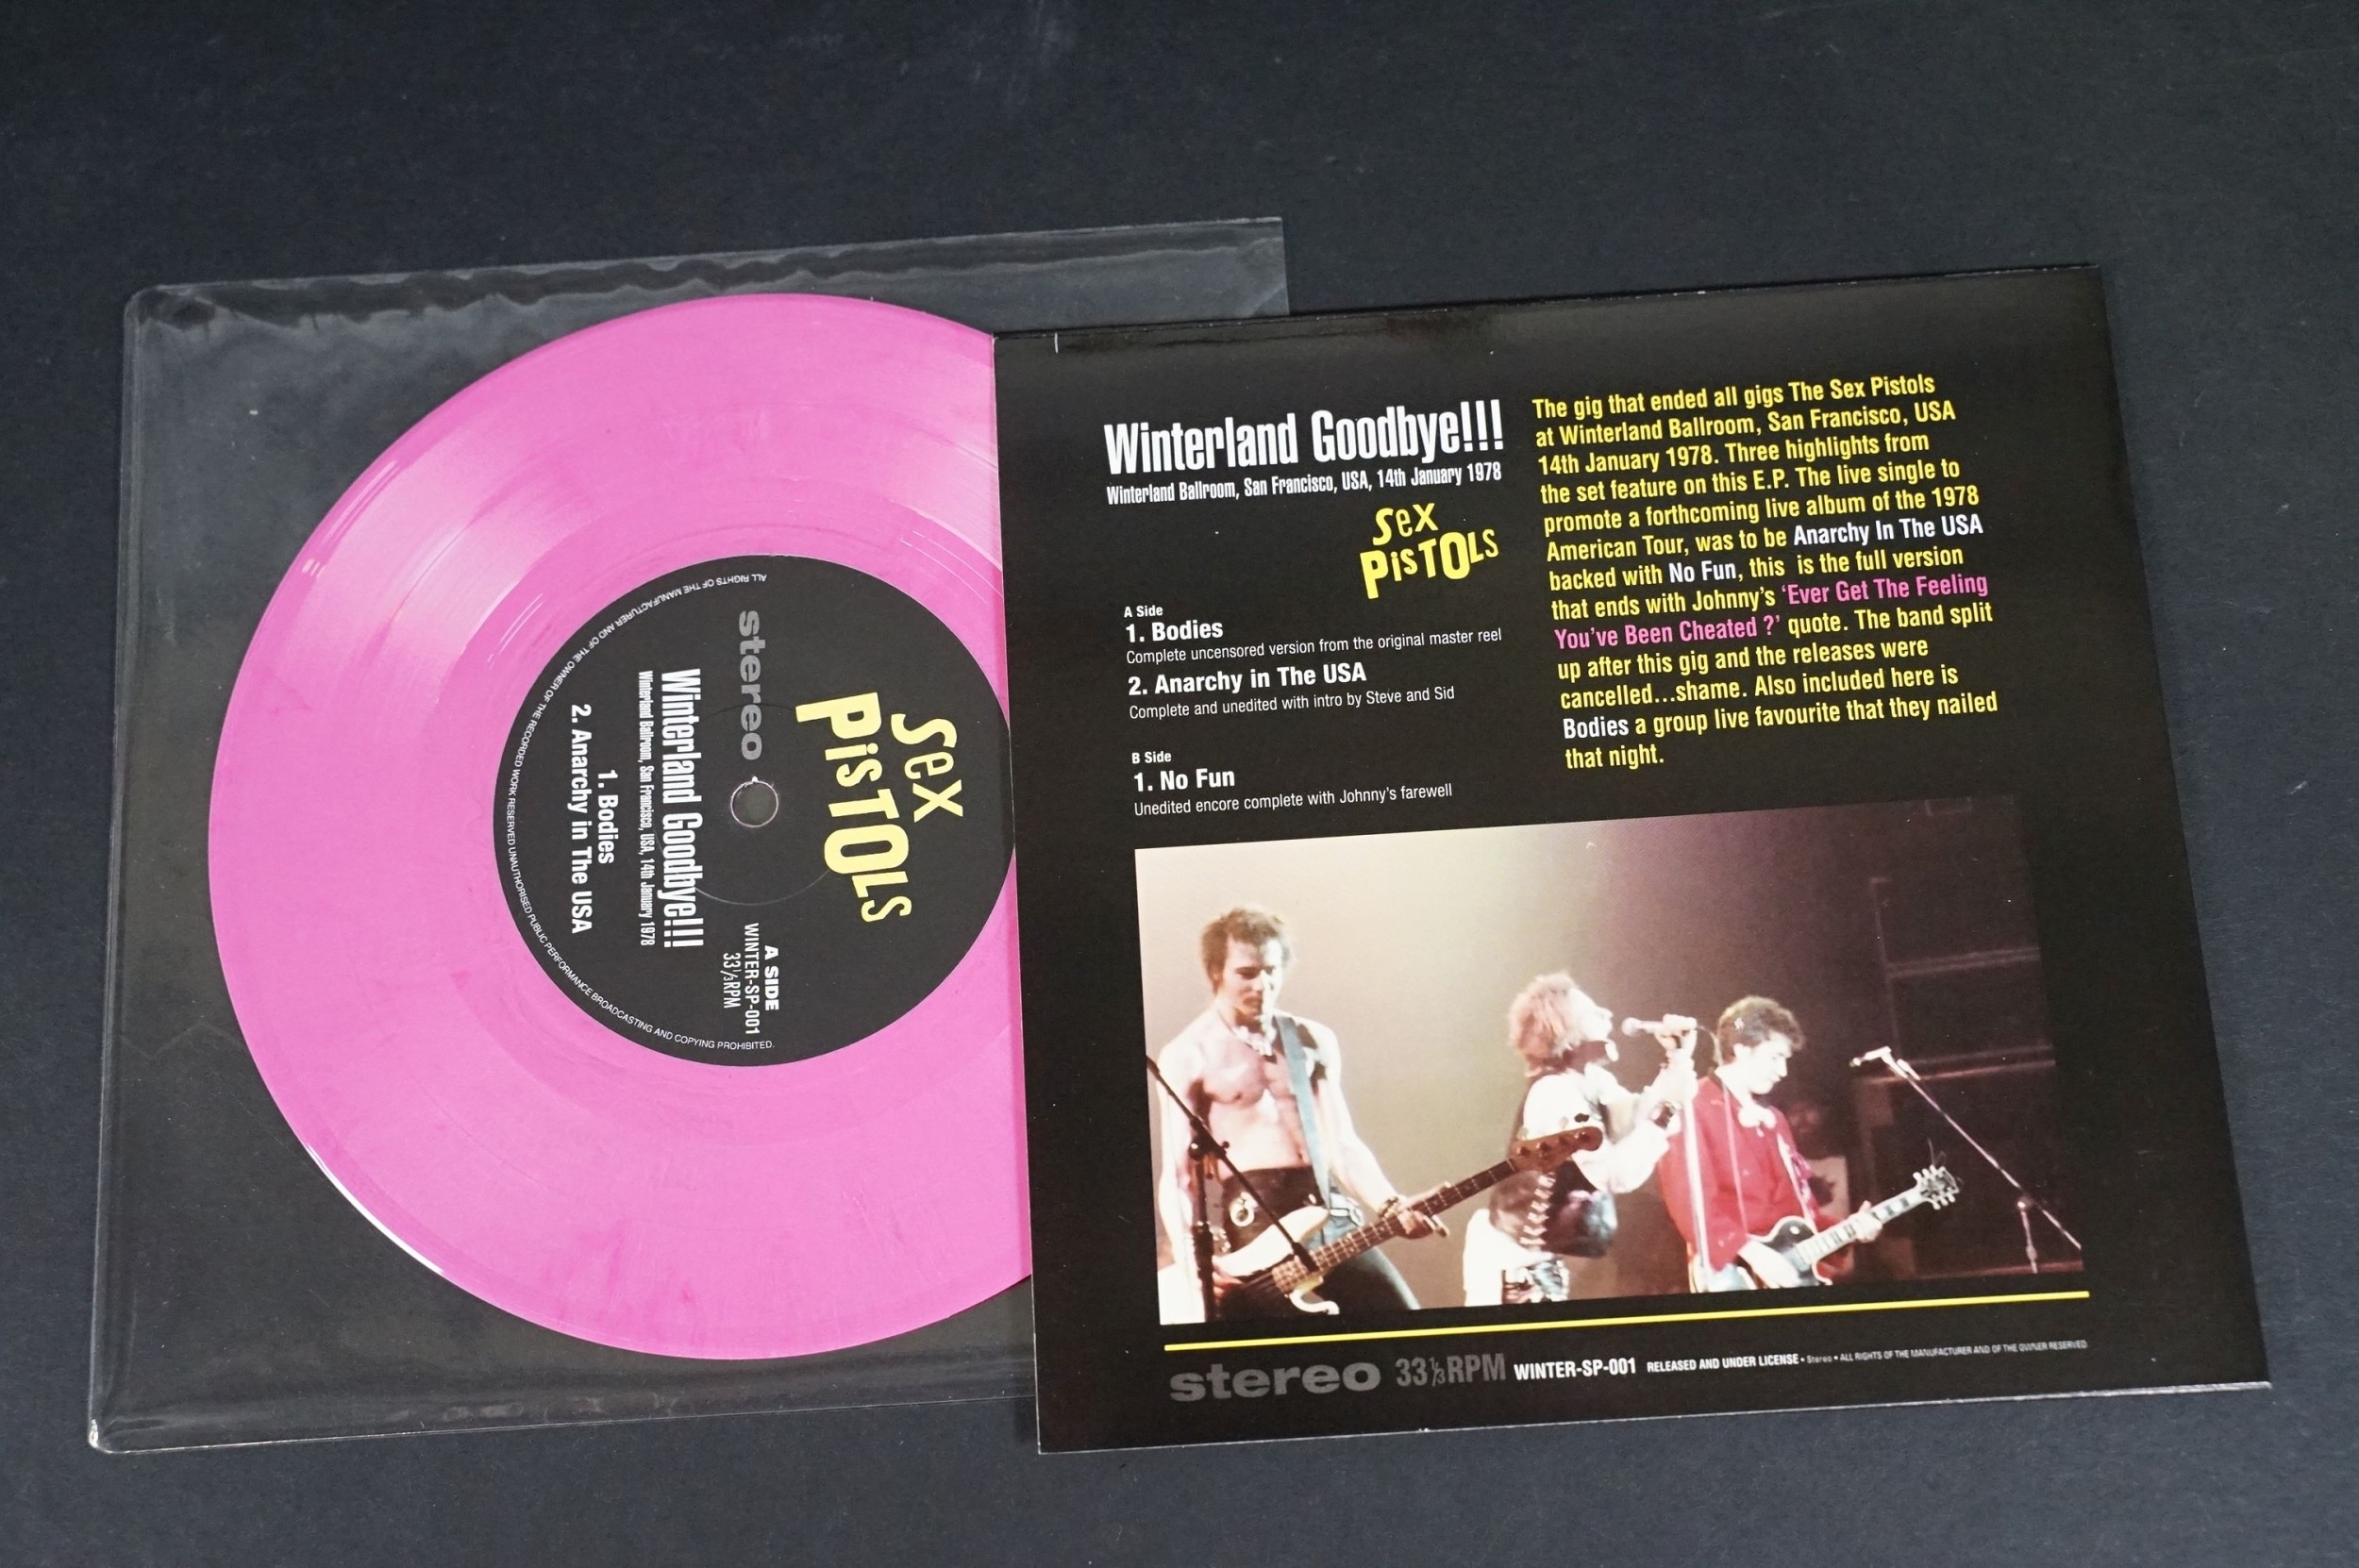 sex
PiSTOLS
stereo
A SIDE
WINTER-SP-001
33⅓RPM
Winterland Goodbye!!!
Winterland Ballroom, San Francisco, USA, 14th January 1978
1. Bodies
2. Anarchy in The USA
ALL RIGHTS OF THE MANUFACTURER AND OF THE OWNER OF THE RECORDED WORK RESERVED UNAUTHORISED PUBLIC PERFORMANCE BROADCASTING AND COPYING PROHIBITED.
Winterland Goodbye!!!
Winterland Ballroom, San Francisco, USA, 14th January 1978
sex
PiSTOLS
A Side
1. Bodies
Complete uncensored version from the original master reel
2. Anarchy in The USA
Complete and unedited with intro by Steve and Sid
B Side
1. No Fun
Unedited encore complete with Johnny's farewell
The gig that ended all gigs The Sex Pistols
at Winterland Ballroom, San Francisco, USA
14th January 1978. Three highlights from
the set feature on this E.P. The live single to
promote a forthcoming live album of the 1978
American Tour, was to be Anarchy In The USA
backed with No Fun, this is the full version
that ends with Johnny's 'Ever Get The Feeling
You've Been Cheated ?' quote. The band split
up after this gig and the releases were
cancelled...shame. Also included here is
Bodies a group live favourite that they nailed
that night.
stereo 33⅓RPM WINTER-SP-001 RELEASED AND UNDER LICENSE • Stereo • ALL RIGHTS OF THE MANUFACTURER AND OF THE OWNER RESERVED